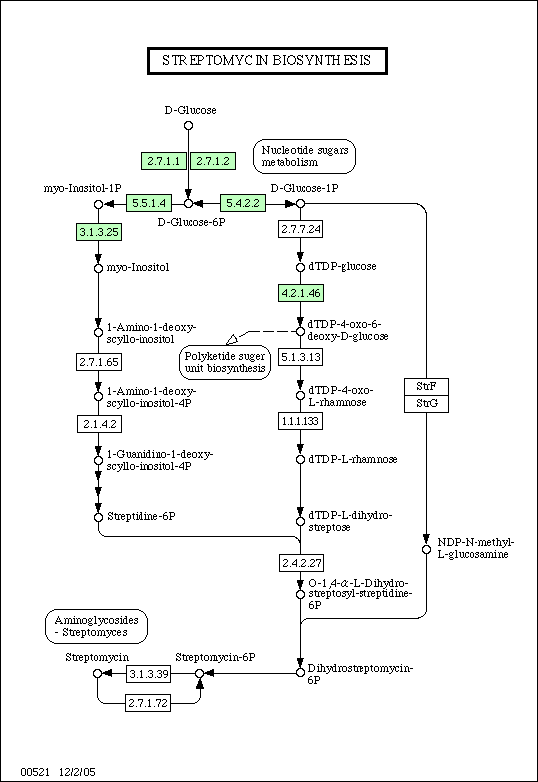 STREPTOMYCIN BIOSYNTHESIS
D-Glucose
2.7.1.1
2.7.1.2
Nucleotide sugars
metabolism
myo-Inositol-1P
5.5.1.4
5.4.2.2
D-Glucose-1P
D-Glucose-6P
3.1.3.25
2.7.7.24
myo-Inositol
dTDP-glucose
4.2.1.46
1-Amino-1-deoxy-
scyllo-inositol
dTDP-4-oxo-6-
deoxy-D-glucose
Polyketide suger
unit biosynthesis
2.7.1.65
5.1.3.13
1-Amino-1-deoxy-
scyllo-inositol-4P
dTDP-4-oxo-
L-rhamnose
StrF
StrG
2.1.4.2
1.1.1.133
1-Guanidino-1-deoxy-
scyllo-inositol-4P
dTDP-L-rhamnose
Streptidine-6P
dTDP-L-dihydro-
streptose
NDP-N-methyl-
L-glucosamine
2.4.2.27
O-1,4-α-L-Dihydro-
streptosyl-streptidine-
6P
Aminoglycosides
- Streptomyces
Streptomycin
Streptomycin-6P
3.1.3.39
Dihydrostreptomycin-
6P
2.7.1.72
00521 12/2/05